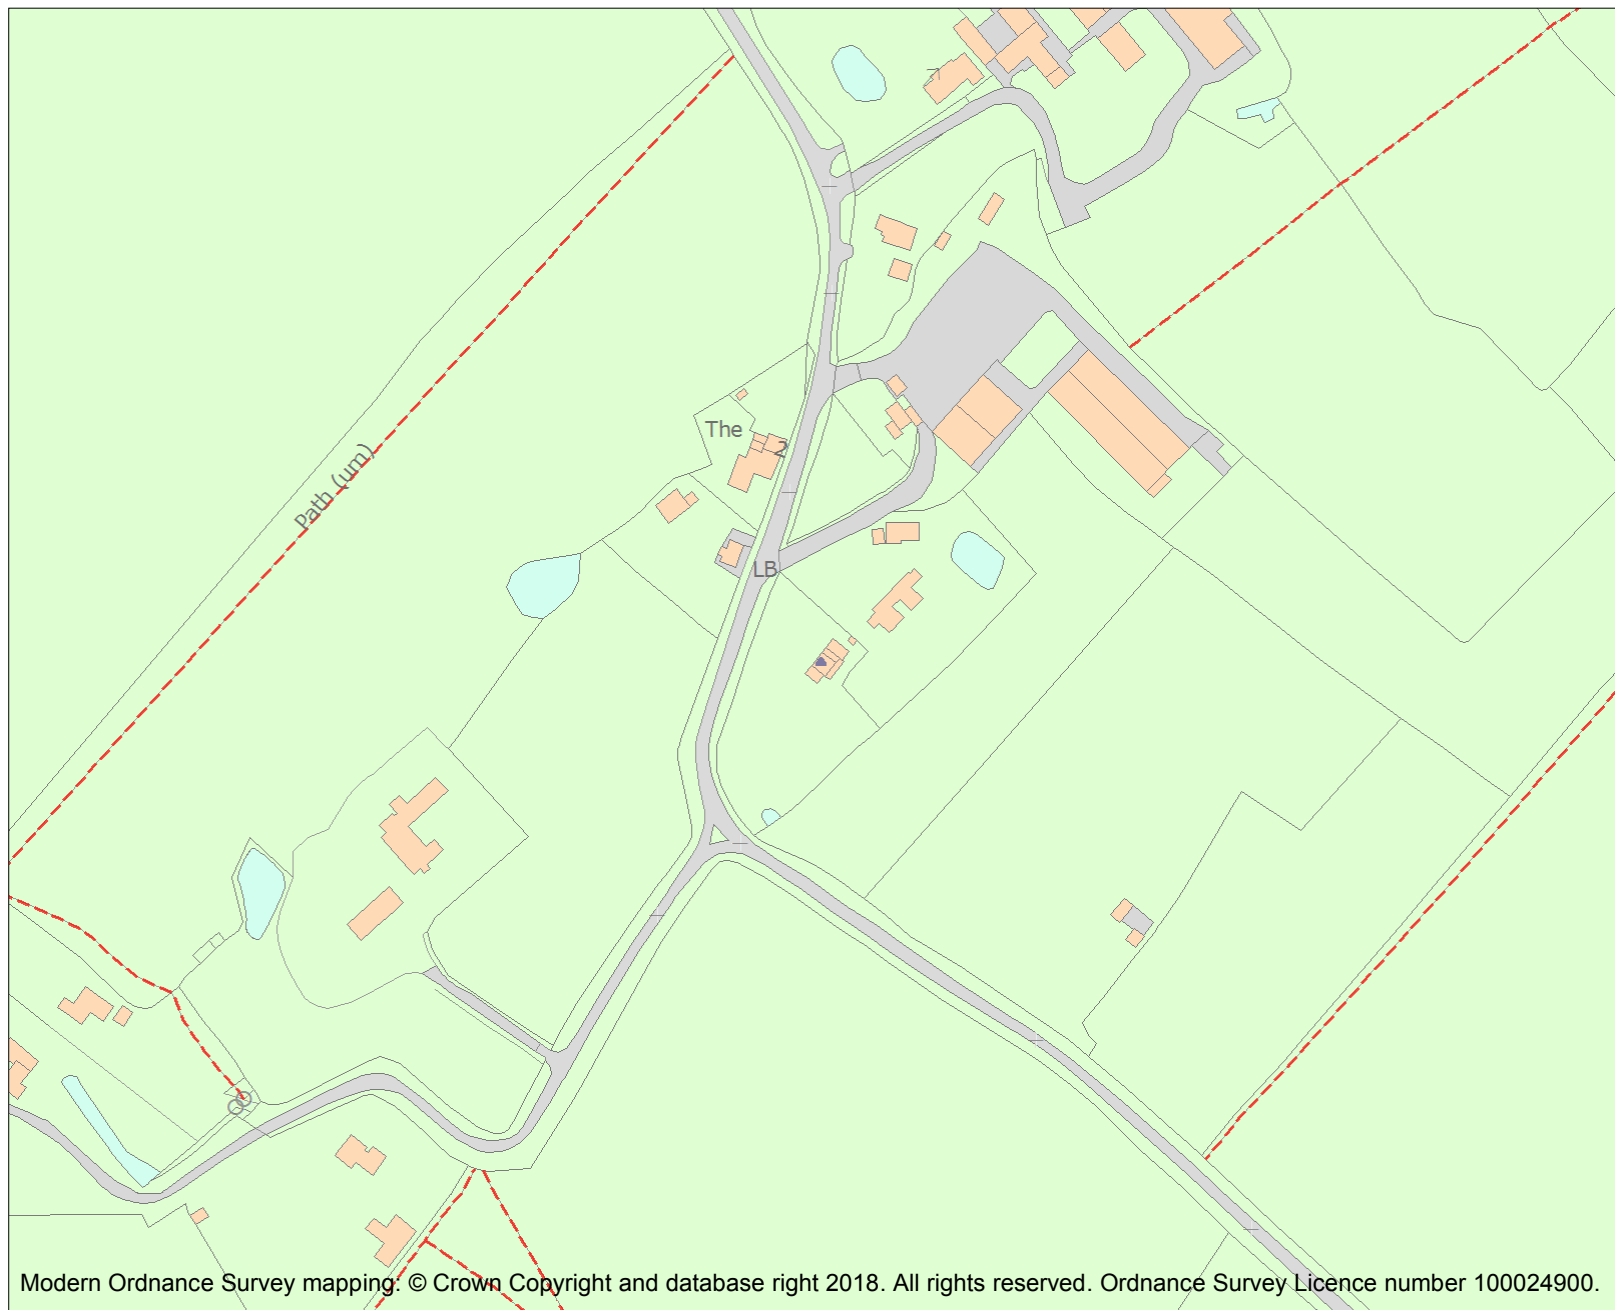 The
2
Path (um)
LB
Modern Ordnance Survey mapping: © Crown Copyright and database right 2018. All rights reserved. Ordnance Survey Licence number 100024900.